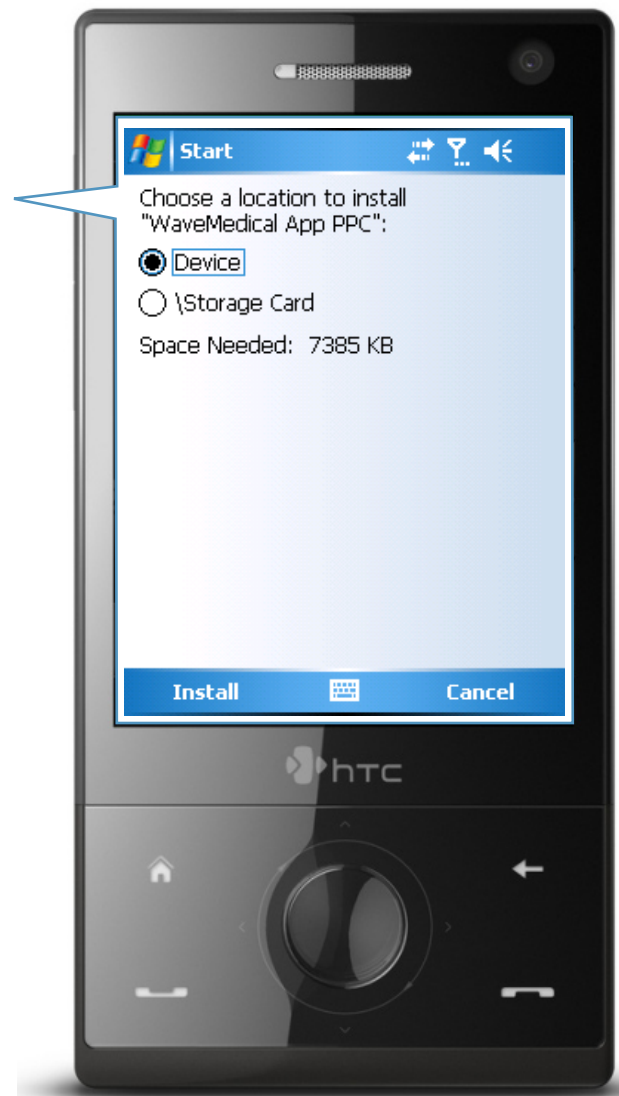 Start
Choose a location to install
"WaveMedical App PPC":
Device
\Storage Card
Space Needed: 7385 KB
Install Cancel
hTC